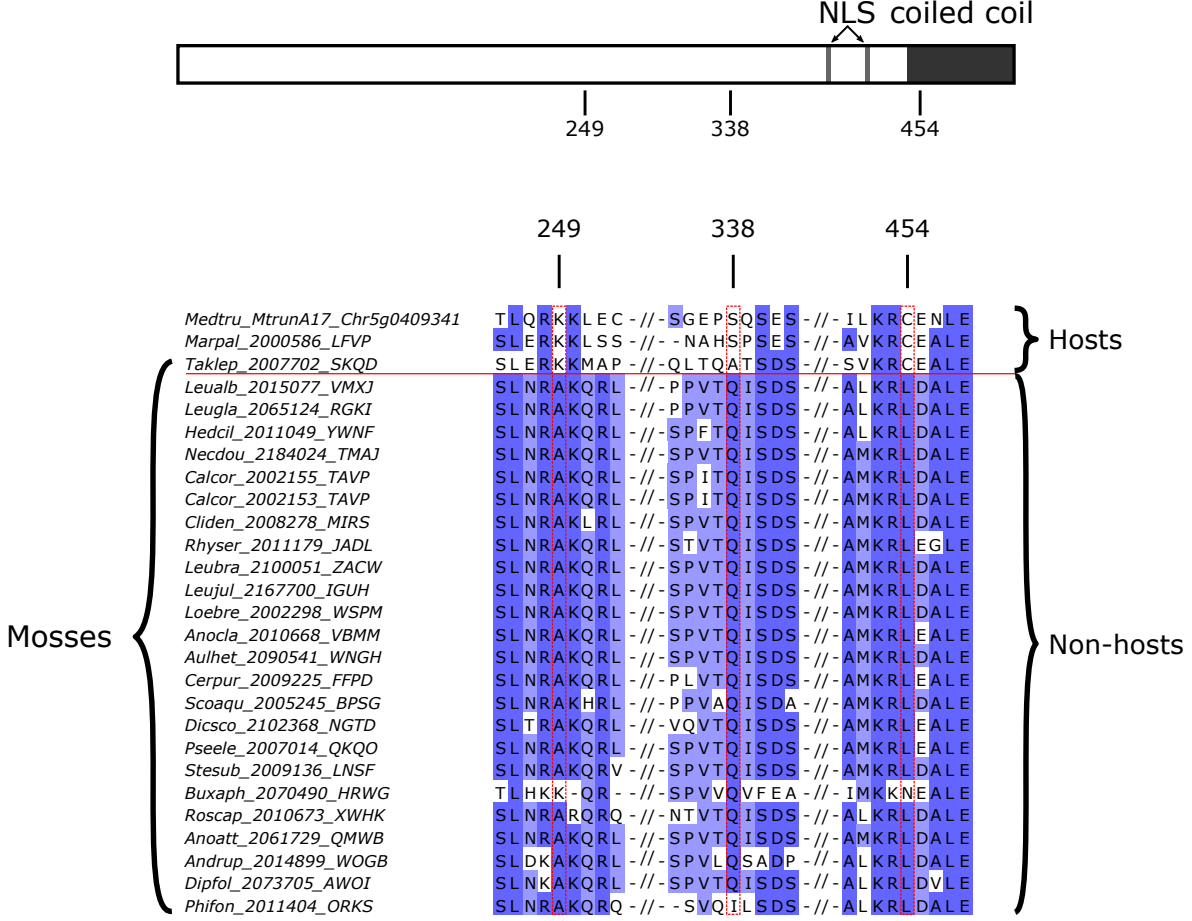 NLS coiled coil
249 338 454
249 338 454
Medtru_MtrunA17_Chr5g0409341 TLQRKKLEC-//-SGEPSQSES-//-ILKRCENLE
Marpal_2000586_LFVP SLERKKLSS-//--NAHSPSES-//-AVKRCEALE
Hosts
Taklep_2007702_SKQD SLERKKMAP-//-QLTQATSDS-//-SVKRCEALE
Leualb_2015077_VMXJ SLNRAKQRL-//-PPVTQISDS-//-ALKRLDALE
Leugla_2065124_RGKI SLNRAKQRL-//-PPVTQISDS-//-ALKRLDALE
Hedcil_2011049_YWNF SLNRAKQRL-//-SPFTQISDS-//-ALKRLDALE
Necdou_2184024_TMAJ SLNRAKQRL-//-SPVTQISDS-//-AMKRLDALE
Calcor_2002155_TAVP SLNRAKQRL-//-SPITQISDS-//-AMKRLDALE
Calcor_2002153_TAVP SLNRAKQRL-//-SPITQISDS-//-AMKRLDALE
Cliden_2008278_MIRS SLNRAKLRL-//-SPVTQISDS-//-AMKRLDALE
Rhyser_2011179_JADL SLNRAKQRL-//-STVTQISDS-//-AMKRLEGLE
Leubra_2100051_ZACW SLNRAKQRL-//-SPVTQISDS-//-AMKRLDALE
Leujul_2167700_IGUH SLNRAKQRL-//-SPVTQISDS-//-AMKRLDALE
Loebre_2002298_WSPM SLNRAKQRL-//-SPVTQISDS-//-AMKRLDALE
Anocla_2010668_VBMM SLNRAKQRL-//-SPVTQISDS-//-AMKRLEALE
Mosses
Non-hosts
Aulhet_2090541_WNGH SLNRAKQRL-//-SPVTQISDS-//-AMKRLDALE
Cerpur_2009225_FFPD SLNRAKQRL-//-PLVTQISDS-//-AMKRLEALE
Scoaqu_2005245_BPSG SLNRAKHRL-//-PPVAQISDA-//-AMKRLDALE
Dicsco_2102368_NGTD SLTRAKQRL-//-VQVTQISDS-//-AMKRLEALE
Pseele_2007014_QKQO SLNRAKQRL-//-SPVTQISDS-//-AMKRLEALE
Stesub_2009136_LNSF SLNRAKQRV-//-SPVTQISDS-//-AMKRLDALE
Buxaph_2070490_HRWG TLHKK-QR--//-SPVVQVFEA-//-IMKKNEALE
Roscap_2010673_XWHK SLNRARQRQ-//-NTVTQISDS-//-ALKRLDALE
Anoatt_2061729_QMWB SLNRAKQRL-//-SPVTQISDS-//-AMKRLDALE
Andrup_2014899_WOGB SLDKAKQRL-//-SPVLQSADP-//-ALKRLDALE
Dipfol_2073705_AWOI SLNKAKQRL-//-SPVTQISDS-//-ALKRLDVLE
Phifon_2011404_ORKS SLNRAKQRQ-//--SVQILSDS-//-ALKRLDALE